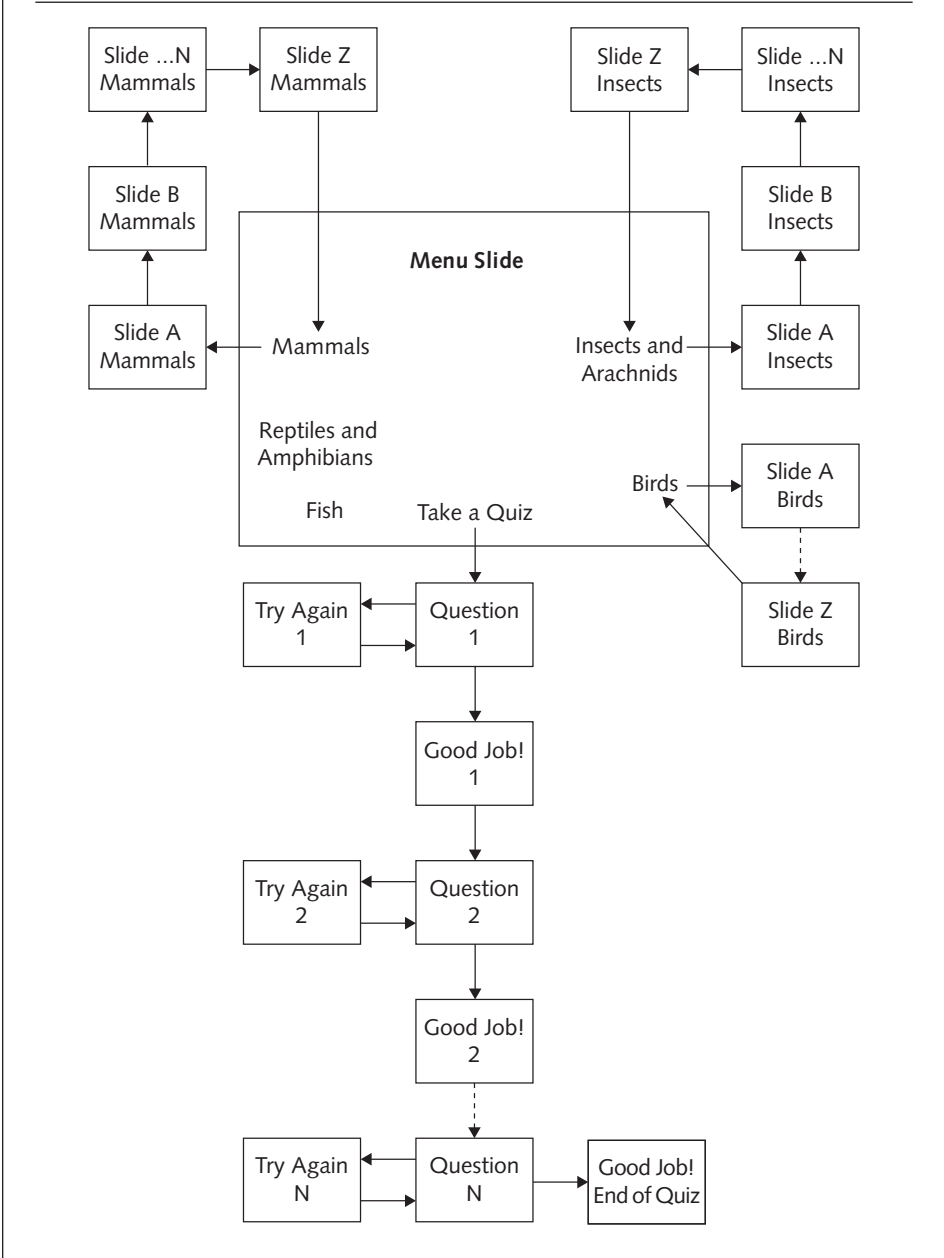 Slide ...N
Mammals
Slide Z
Mammals
Slide Z
Insects
Slide ...N
Insects
Slide B
Mammals
Slide B
Insects
Menu Slide
Slide A
Mammals
Mammals
Insects and
Arachnids
Slide A
Insects
Reptiles and
Amphibians
Birds
Slide A
Birds
Fish
Take a Quiz
Try Again
1
Question
1
Slide Z
Birds
Good Job!
1
Try Again
2
Question
2
Good Job!
2
Try Again
N
Question
N
Good Job!
End of Quiz